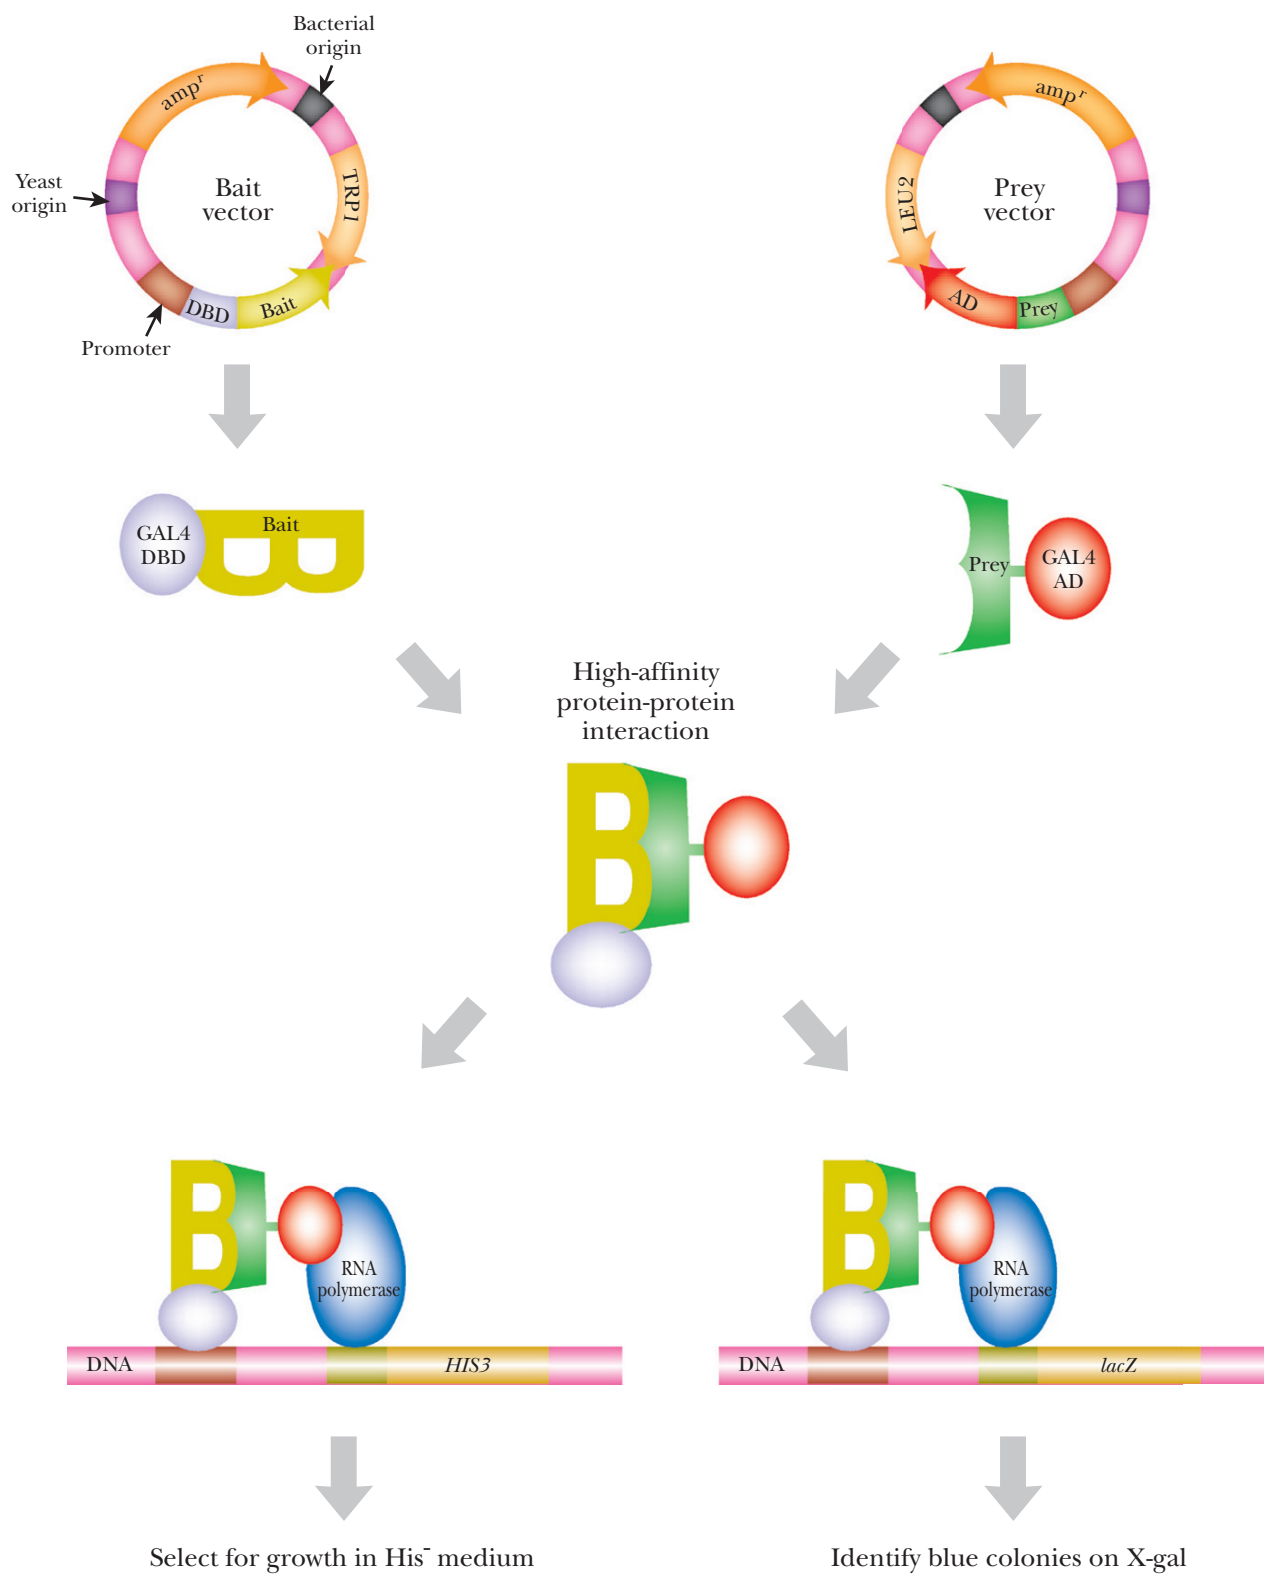 Bacterial
origin
amp^r
Yeast
origin
Bait
vector
TRP1
Promoter
DBD
Bait
amp^r
Prey
vector
LEU2
AD
Prey
GAL4
DBD
Bait
Prey
GAL4
AD
High-affinity
protein-protein
interaction
B
B
RNA
polymerase
DNA
HIS3
B
RNA
polymerase
DNA
lacZ
Select for growth in His⁻ medium
Identify blue colonies on X-gal